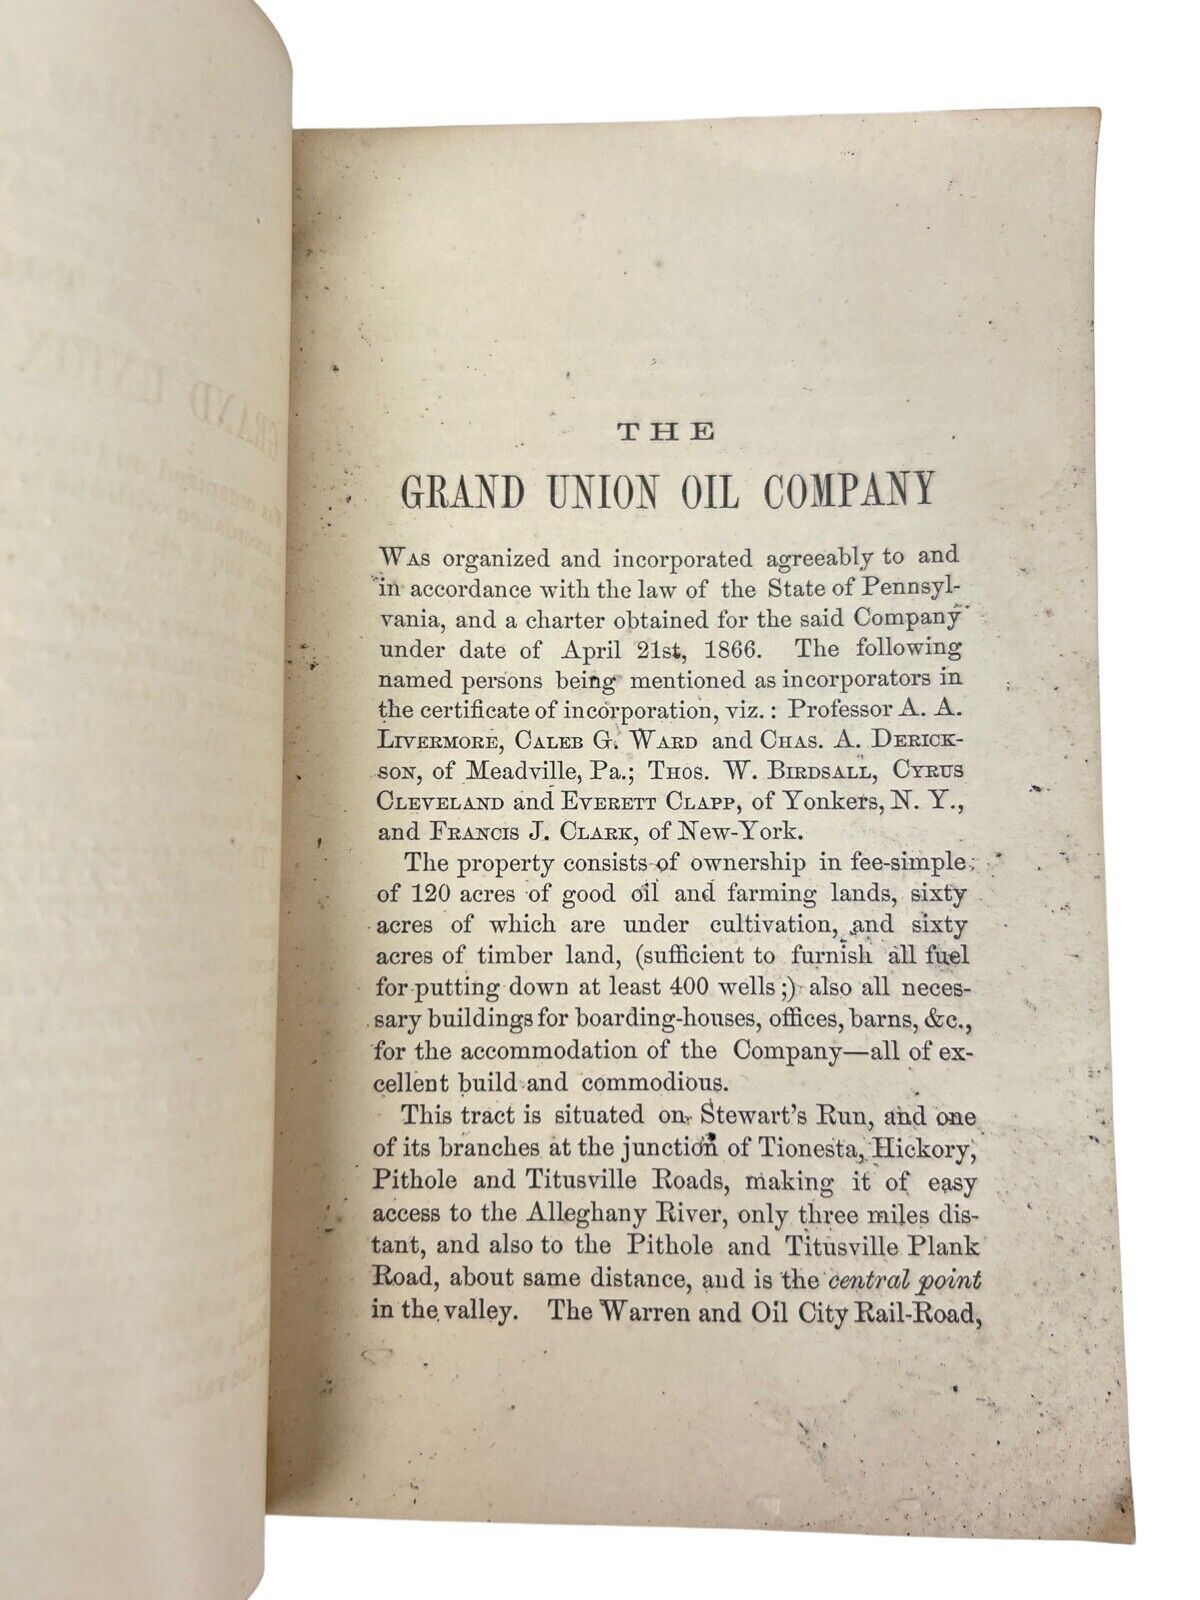 THE
GRAND UNION OIL COMPANY
WAS organized and incorporated agreeably to and
in accordance with the law of the State of Pennsyl-
vania, and a charter obtained for the said Company
under date of April 21st, 1866. The following
named persons being mentioned as incorporators in
the certificate of incorporation, viz.: Professor A. A.
LIVERMORE, CALEB G. WARD and CHAS. A. DERICK-
SON, of Meadville, Pa.; THOS. W. BIRDSALL, CYRUS
CLEVELAND and EVERETT CLAPP, of Yonkers, N. Y.,
and FRANCIS J. CLARK, of New-York.
The property consists of ownership in fee-simple,
of 120 acres of good oil and farming lands, sixty
acres of which are under cultivation, and sixty
acres of timber land, (sufficient to furnish all fuel
for putting down at least 400 wells;) also all neces-
sary buildings for boarding-houses, offices, barns, &c.,
for the accommodation of the Company—all of ex-
cellent build and commodious.
This tract is situated on Stewart's Run, and one
of its branches at the junction of Tionesta, Hickory,
Pithole and Titusville Roads, making it of easy
access to the Alleghany River, only three miles dis-
tant, and also to the Pithole and Titusville Plank
Road, about same distance, and is the central point
in the valley. The Warren and Oil City Rail-Road,